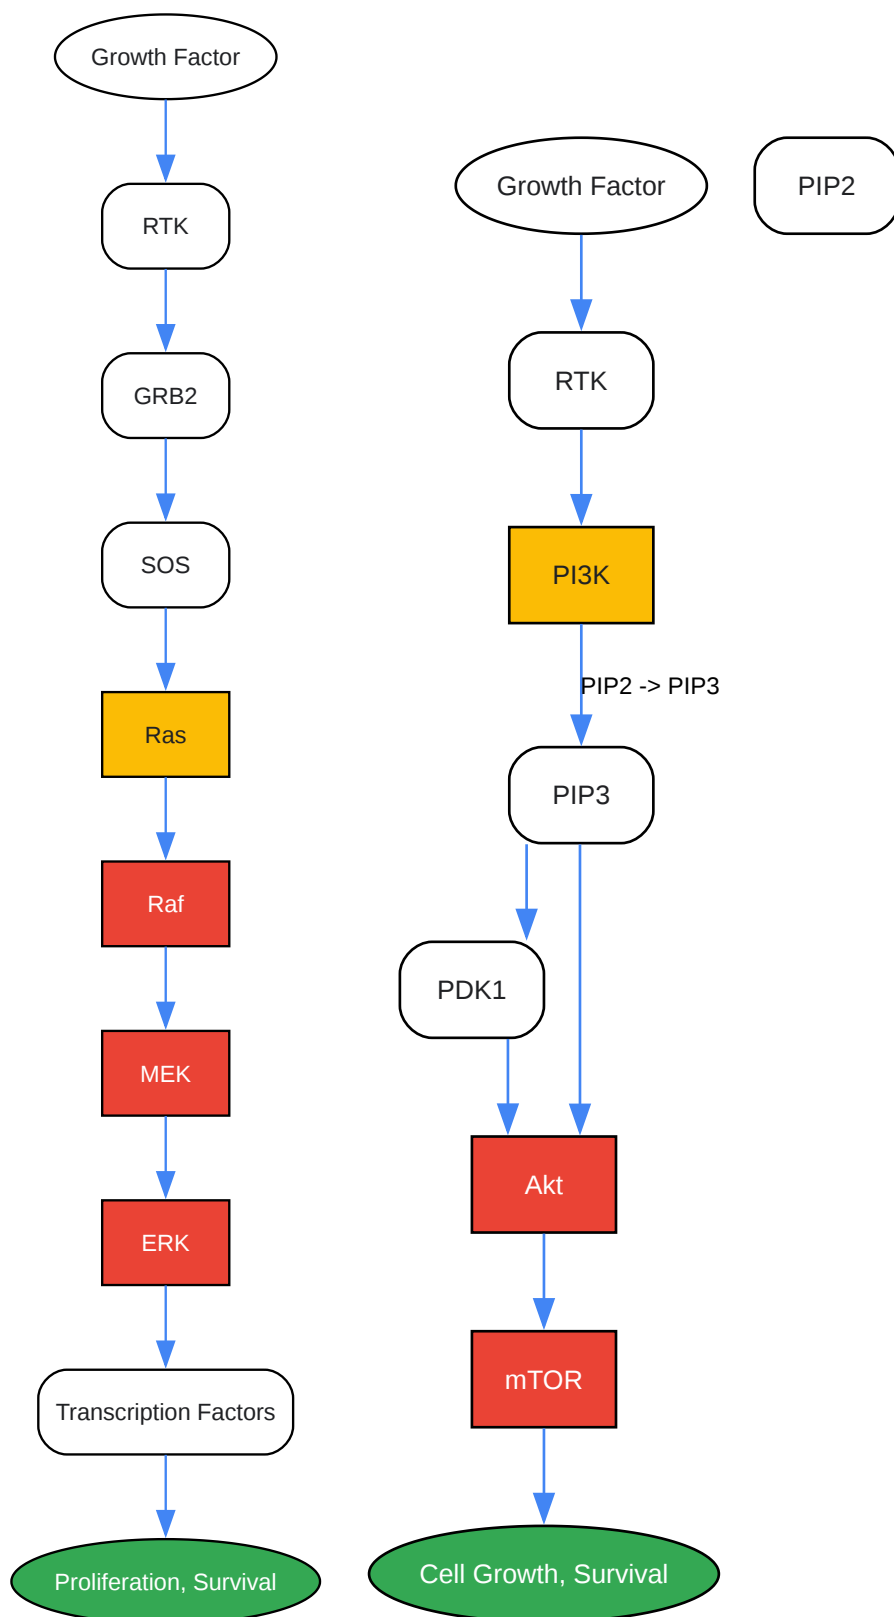 Growth Factor
RTK
GRB2
SOS
Ras
Raf
MEK
ERK
Transcription Factors
Proliferation, Survival
Growth Factor
PIP2
RTK
PI3K
PIP2 -> PIP3
PIP3
PDK1
Akt
mTOR
Cell Growth, Survival